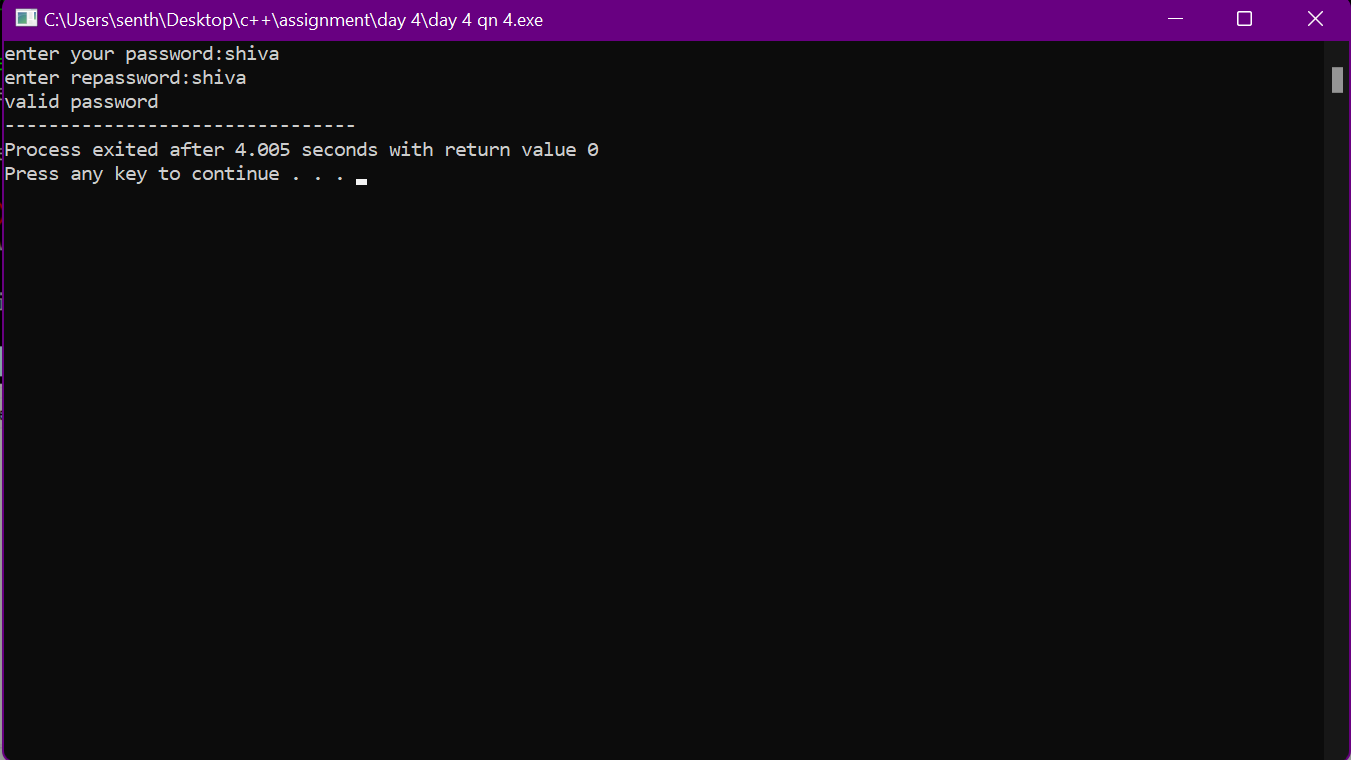 C:\Users\senth\Desktop\c++\assignment\day 4\day 4 qn 4.exe
enter your password:shiva
enter repassword:shiva
valid password
--------------------------------
Process exited after 4.005 seconds with return value 0
Press any key to continue . . .